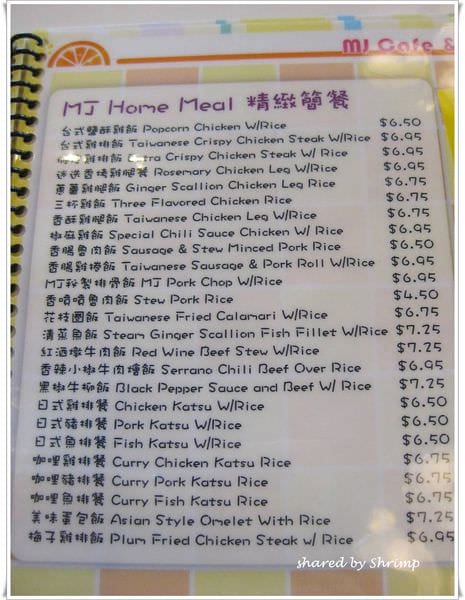 MJ Cafe &
MJ Home Meal 精緻簡餐
台式鹽酥雞飯 Popcorn Chicken W/Rice $6.50
台式雞排飯 Taiwanese Crispy Chicken Steak W/Rice $6.95
雞排飯 Extra Crispy Chicken Steak W/ Rice $6.95
迷迭香烤雞腿餐 Rosemary Chicken Leg W/Rice $6.95
蔥薑雞腿飯 Ginger Scallion Chicken Leg Rice $6.75
三杯雞飯 Three Flavored Chicken Rice $6.75
香酥雞腿飯 Taiwanese Chicken Leg W/Rice $6.75
椒麻雞飯 Special Chili Sauce Chicken W/ Rice $6.95
香腸魯肉飯 Sausage & Stew Minced Pork Rice $6.50
香腸雞捲飯 Taiwanese Sausage & Pork Roll W/Rice $6.95
MJ秘製排骨飯 MJ Pork Chop W/Rice $6.95
香噴噴魯肉飯 Stew Pork Rice $4.50
花枝圈飯 Taiwanese Fried Calamari W/Rice $6.75
清蒸魚飯 Steam Ginger Scallion Fish Fillet W/Rice $7.25
紅酒燉牛肉飯 Red Wine Beef Stew W/Rice $7.25
香辣小椒牛肉燴飯 Serrano Chili Beef Over Rice $6.95
黑椒牛柳飯 Black Pepper Sauce and Beef W/ Rice $7.25
日式雞排餐 Chicken Katsu W/Rice $6.50
日式豬排餐 Pork Katsu W/Rice $6.50
日式魚排餐 Fish Katsu W/Rice $6.50
咖哩雞排餐 Curry Chicken Katsu Rice $6.75
咖哩豬排餐 Curry Pork Katsu Rice $6.75
咖哩魚排餐 Curry Fish Katsu Rice $6.75
美味蛋包飯 Asian Style Omelet With Rice $7.25
梅子雞排飯 Plum Fried Chicken Steak w/ Rice $6.95
shared by Shrimp